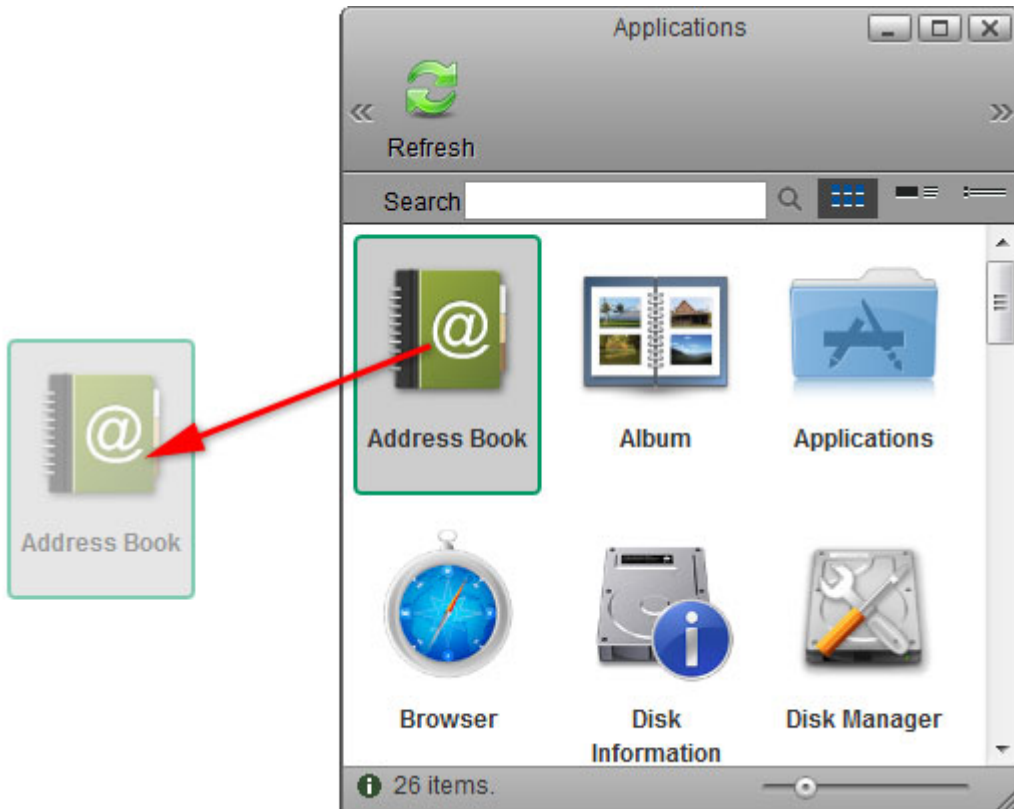 Applications
Refresh
Search
@
@
Address Book
Album
Applications
Address Book
Browser
Disk
Information
Disk Manager
26 items.